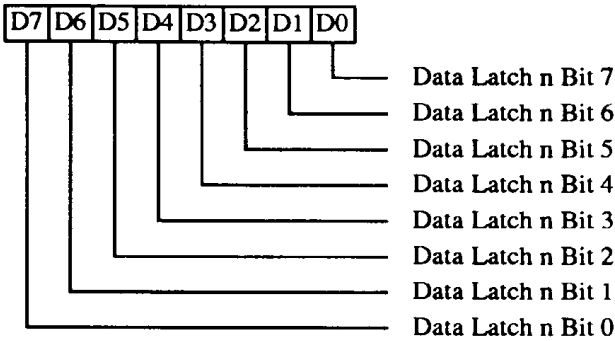 D7 D6 D5 D4 D3 D2 D1 D0
Data Latch n Bit 7
Data Latch n Bit 6
Data Latch n Bit 5
Data Latch n Bit 4
Data Latch n Bit 3
Data Latch n Bit 2
Data Latch n Bit 1
Data Latch n Bit 0